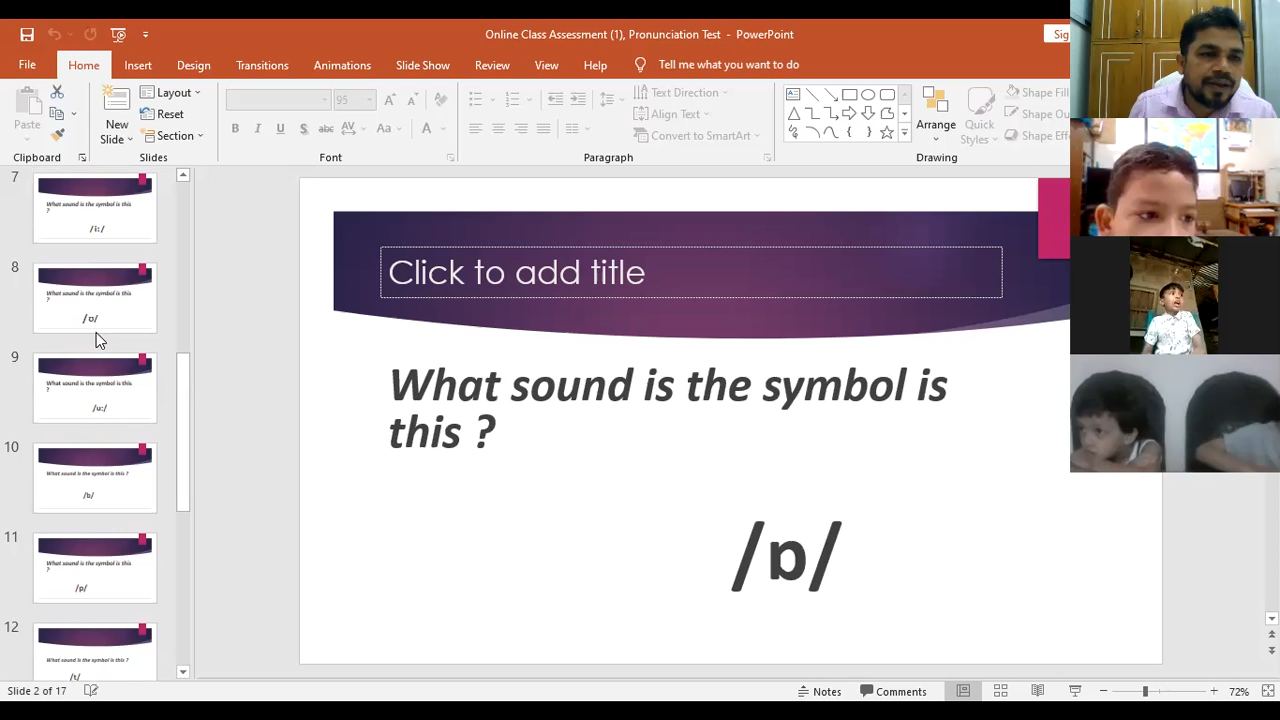 Online Class Assessment (1), Pronunciation Test - PowerPoint
Sig
File Home Insert Design Transitions Animations Slide Show Review View Help Tell me what you want to do
Paste
New Slide
Layout
Reset
Section
95
B I U S abc AV Aa A
Text Direction
Align Text
Convert to SmartArt
Arrange
Quick Styles
Shape Fill
Shape Ou
Shape Effe
Clipboard Slides Font Paragraph Drawing
7
What sound is the symbol is this
?
/i:/
8
What sound is the symbol is this
?
/ʊ/
9
What sound is the symbol is this
?
/u:/
10
What sound is the symbol is this ?
/b/
11
What sound is the symbol is this
?
/p/
12
What sound is the symbol is this ?
/t/
Click to add title
What sound is the symbol is
this ?
/ɒ/
Slide 2 of 17
Notes Comments 72%